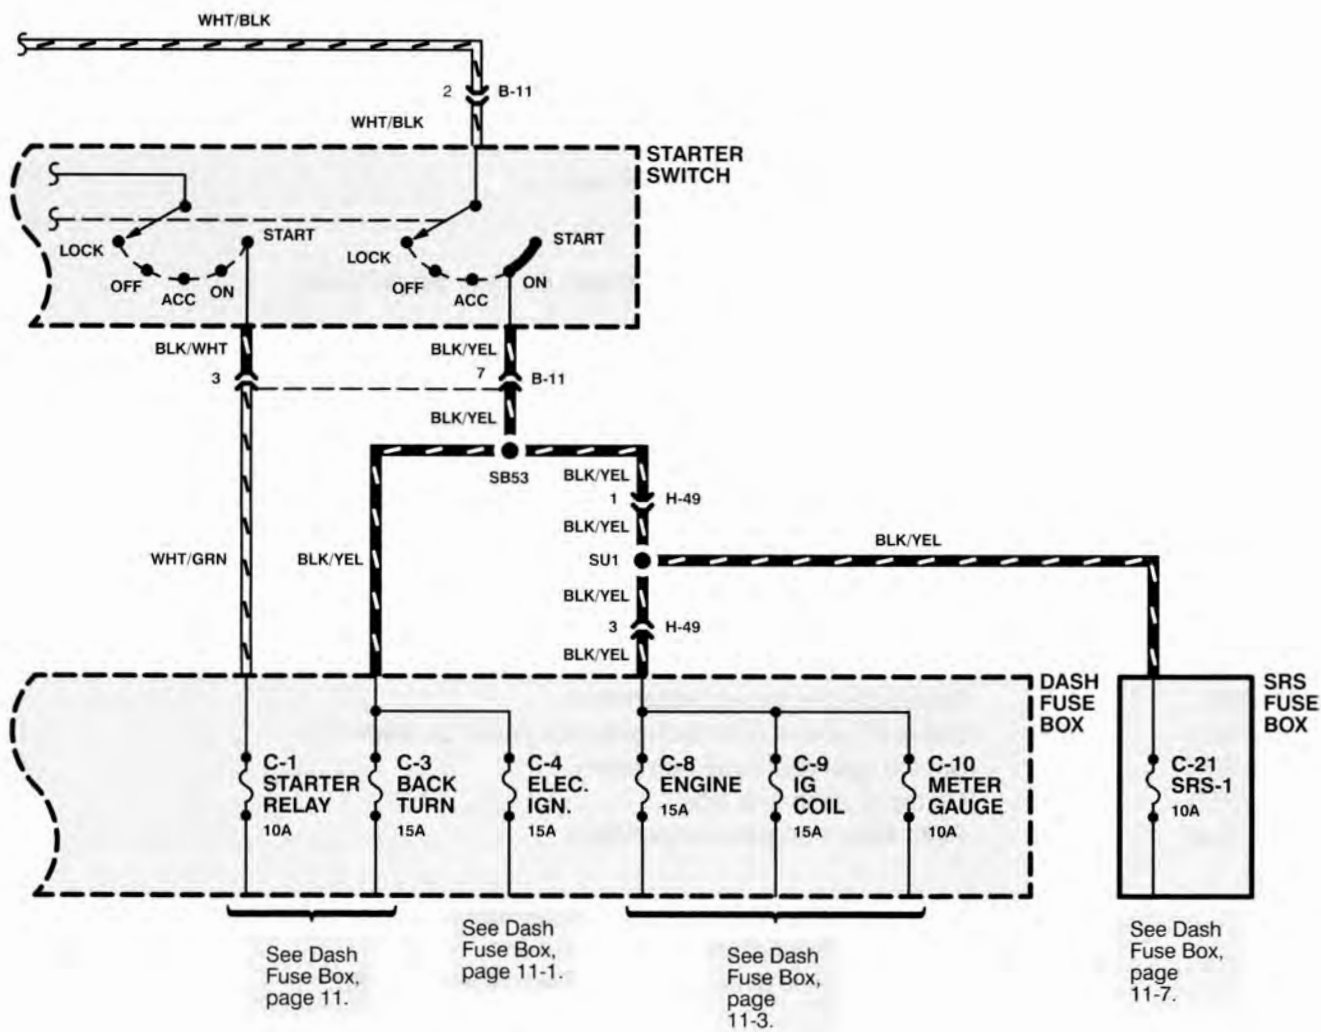 WHT/BLK
2 B-11
WHT/BLK
STARTER
SWITCH
LOCK
OFF
ACC
ON
START
LOCK
OFF
ACC
ON
START
BLK/WHT
3
BLK/YEL
7 B-11
BLK/YEL
SB53
BLK/YEL
1 H-49
BLK/YEL
SU1
BLK/YEL
WHT/GRN
BLK/YEL
BLK/YEL
3 H-49
BLK/YEL
DASH
FUSE
BOX
SRS
FUSE
BOX
C-1
STARTER
RELAY
10A
C-3
BACK
TURN
15A
C-4
ELEC.
IGN.
15A
C-8
ENGINE
15A
C-9
IG
COIL
15A
C-10
METER
GAUGE
10A
C-21
SRS-1
10A
See Dash
Fuse Box,
page 11.
See Dash
Fuse Box,
page 11-1.
See Dash
Fuse Box,
page
11-3.
See Dash
Fuse Box,
page
11-7.